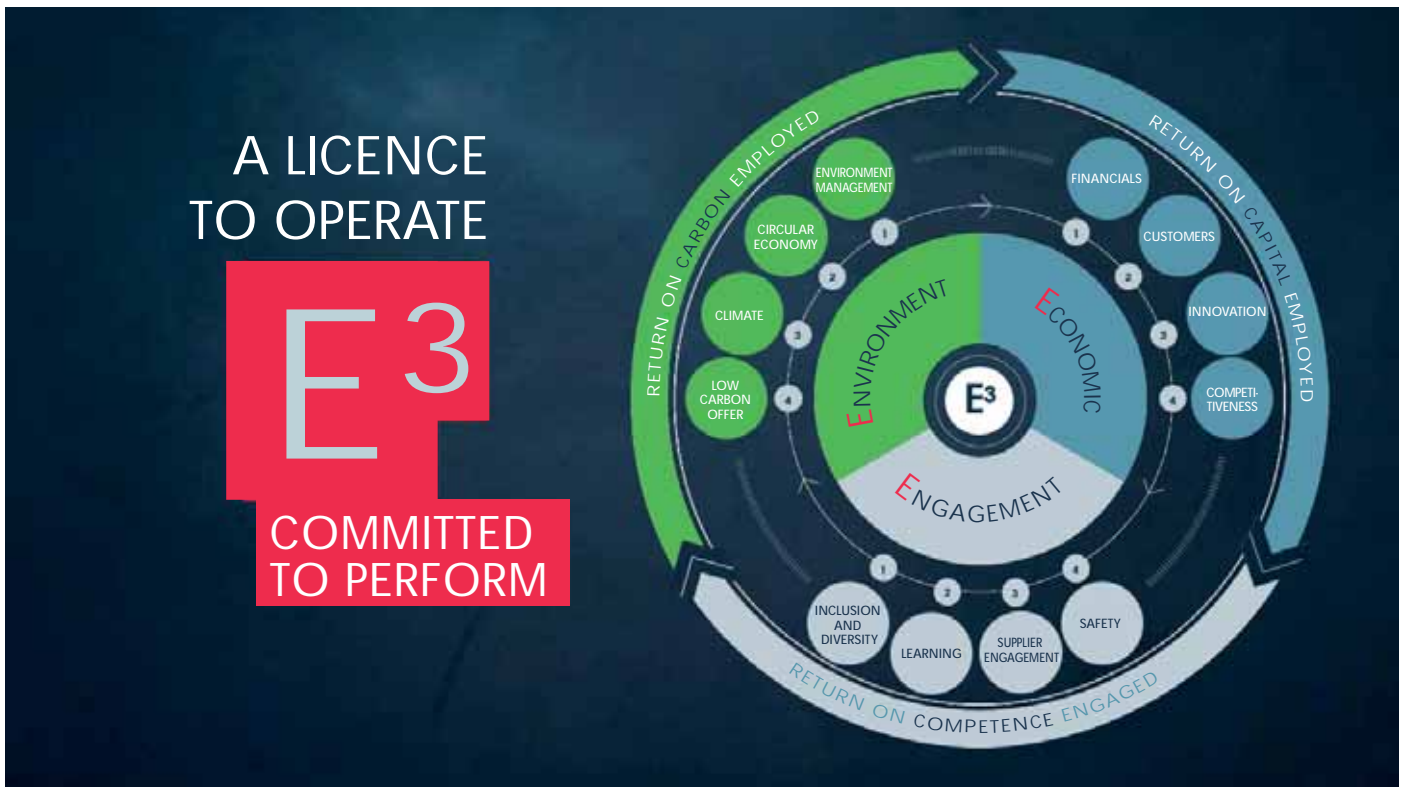 A LICENCE
TO OPERATE
E³
COMMITTED
TO PERFORM
RETURN ON CARBON EMPLOYED
ENVIRONMENT
MANAGEMENT
CIRCULAR
ECONOMY
CLIMATE
LOW
CARBON
OFFER
1
2
3
4
RETURN ON CAPITAL EMPLOYED
FINANCIALS
CUSTOMERS
INNOVATION
COMPETI-
TIVENESS
1
2
3
4
ENVIRONMENT
ECONOMIC
ENGAGEMENT
E³
1
2
3
4
INCLUSION
AND
DIVERSITY
LEARNING
SUPPLIER
ENGAGEMENT
SAFETY
RETURN ON COMPETENCE ENGAGED